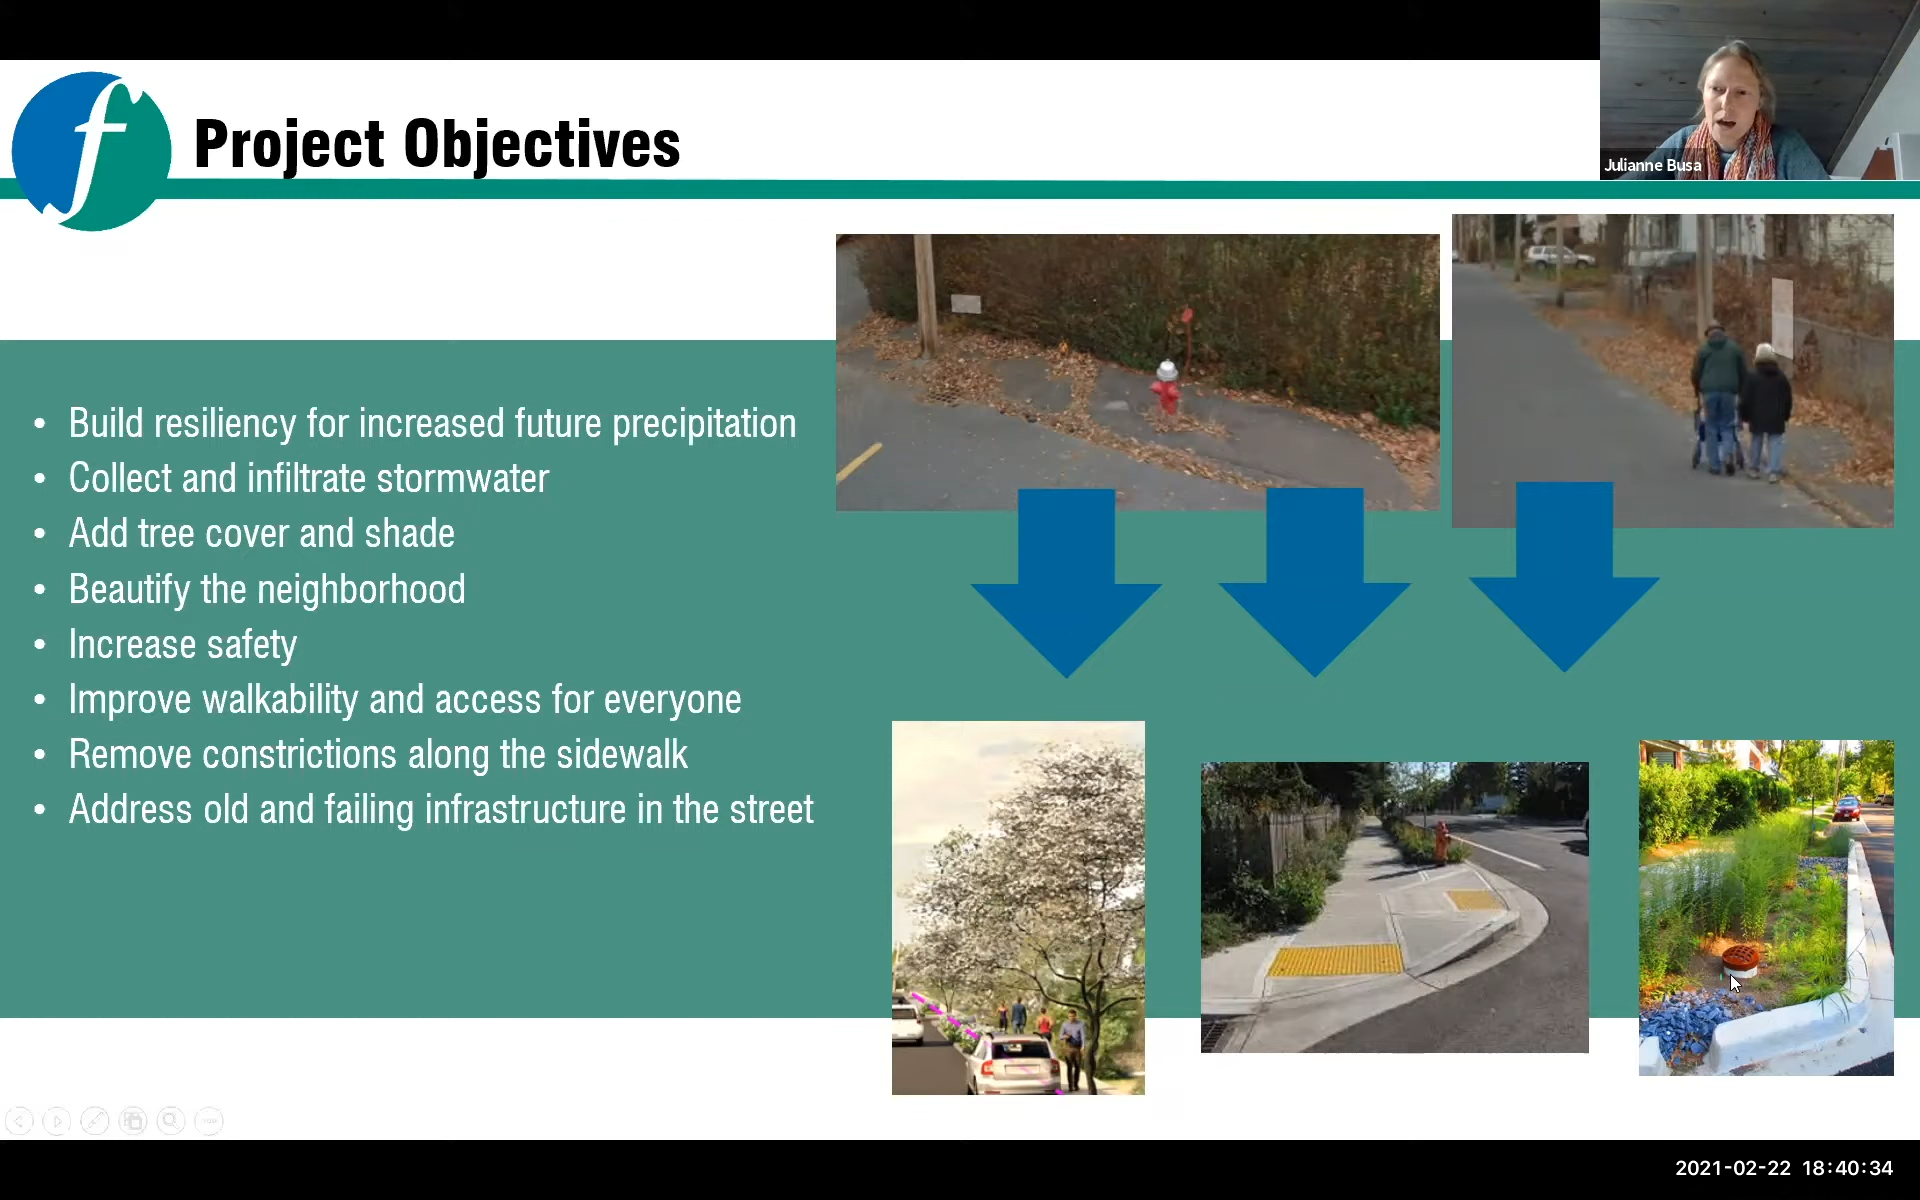 Project Objectives
Julianne Busa
• Build resiliency for increased future precipitation
• Collect and infiltrate stormwater
• Add tree cover and shade
• Beautify the neighborhood
• Increase safety
• Improve walkability and access for everyone
• Remove constrictions along the sidewalk
• Address old and failing infrastructure in the street
2021-02-22 18:40:34